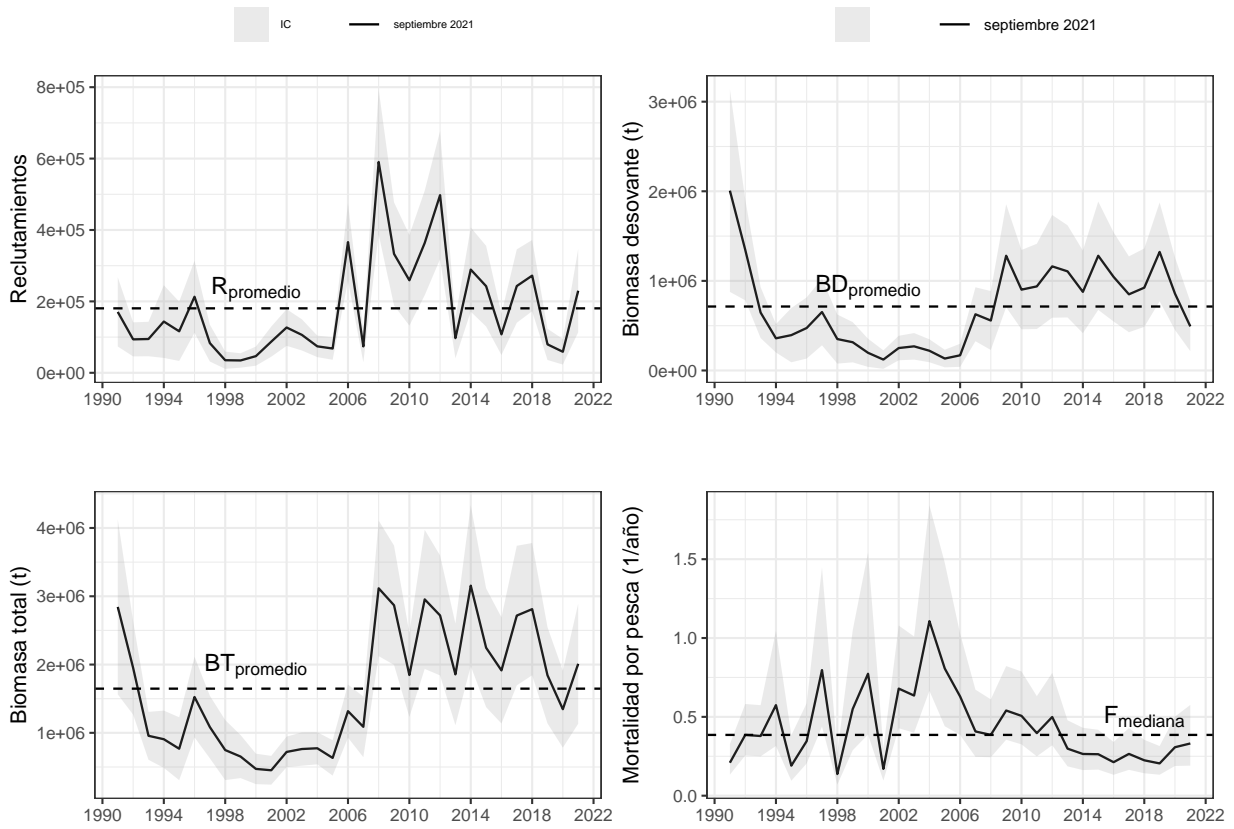 IC septiembre 2021
septiembre 2021
Reclutamientos
8e+05
6e+05
4e+05
2e+05
0e+00
Rpromedio
1990 1994 1998 2002 2006 2010 2014 2018 2022
Biomasa desovante (t)
3e+06
2e+06
1e+06
0e+00
BDpromedio
1990 1994 1998 2002 2006 2010 2014 2018 2022
Biomasa total (t)
4e+06
3e+06
2e+06
1e+06
BTpromedio
1990 1994 1998 2002 2006 2010 2014 2018 2022
Mortalidad por pesca (1/año)
1.5
1.0
0.5
0.0
Fmediana
1990 1994 1998 2002 2006 2010 2014 2018 2022